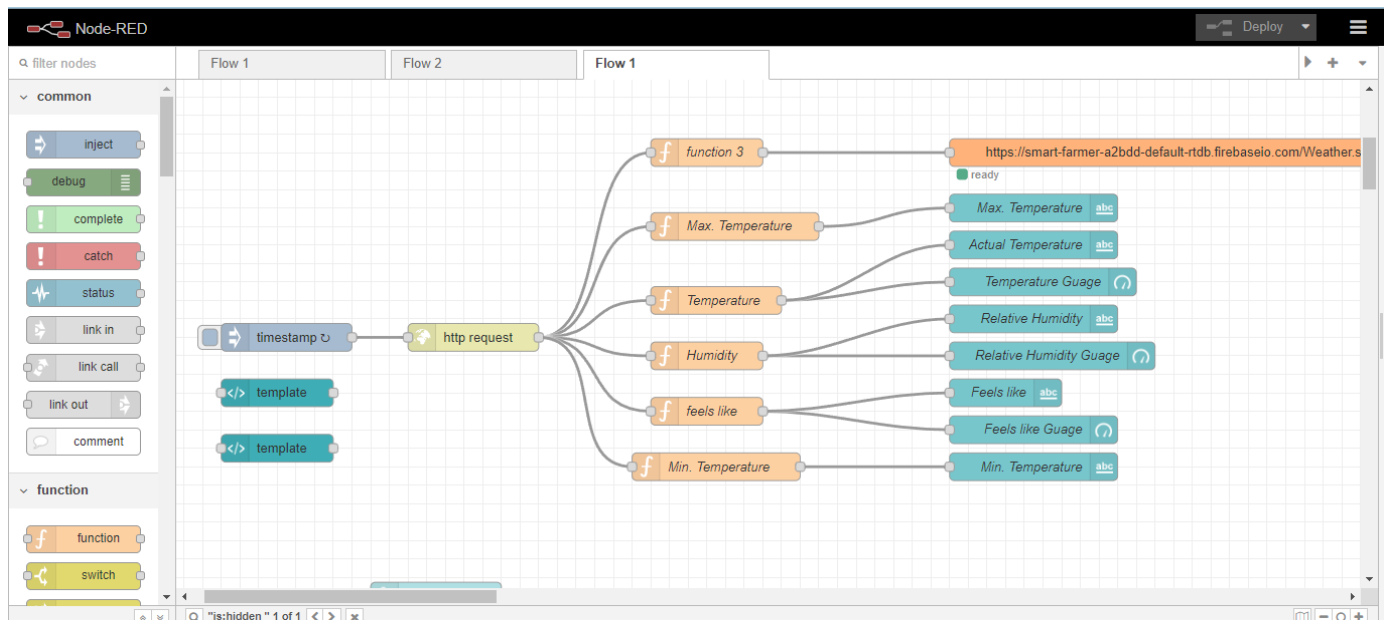 Node-RED
Deploy
filter nodes
Flow 1
Flow 2
Flow 1
common
inject
debug
complete
catch
status
link in
link call
link out
comment
function
function
switch
timestamp ↻
http request
</> template
</> template
function 3
Max. Temperature
Temperature
Humidity
feels like
Min. Temperature
https://smart-farmer-a2bdd-default-rtdb.firebaseio.com/Weather.s
ready
Max. Temperature abc
Actual Temperature abc
Temperature Guage
Relative Humidity abc
Relative Humidity Guage
Feels like abc
Feels like Guage
Min. Temperature abc
"is:hidden " 1 of 1